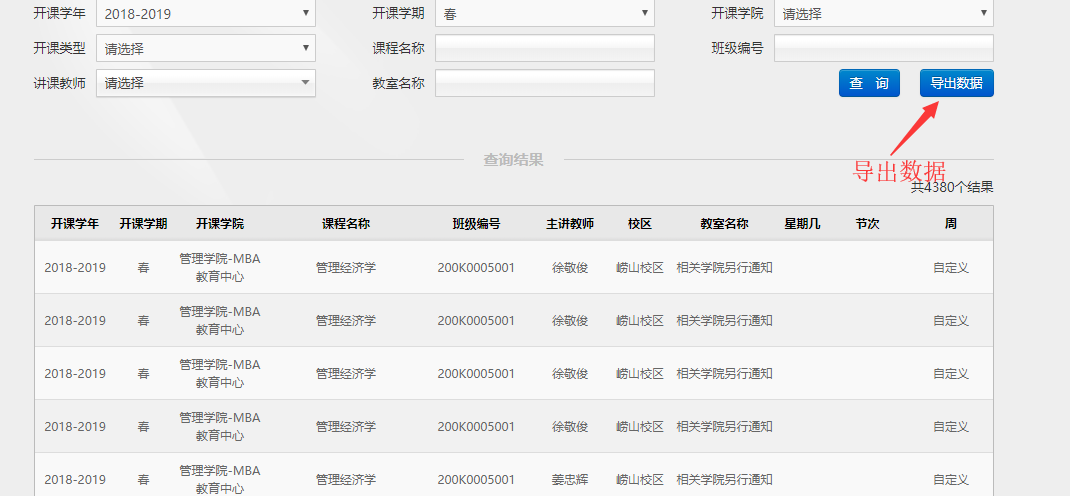 开课学年 2018-2019 开课学期 春 开课学院 请选择
开课类型 请选择 课程名称 班级编号
讲课教师 请选择 教室名称 查 询 导出数据
查询结果
导出数据
共4380个结果
开课学年 开课学期 开课学院 课程名称 班级编号 主讲教师 校区 教室名称 星期几 节次 周
2018-2019 春 管理学院-MBA教育中心 管理经济学 200K0005001 徐敬俊 崂山校区 相关学院另行通知 自定义
2018-2019 春 管理学院-MBA教育中心 管理经济学 200K0005001 徐敬俊 崂山校区 相关学院另行通知 自定义
2018-2019 春 管理学院-MBA教育中心 管理经济学 200K0005001 徐敬俊 崂山校区 相关学院另行通知 自定义
2018-2019 春 管理学院-MBA教育中心 管理经济学 200K0005001 徐敬俊 崂山校区 相关学院另行通知 自定义
2018-2019 春 管理学院-MBA教育中心 管理经济学 200K0005001 姜忠辉 崂山校区 相关学院另行通知 自定义